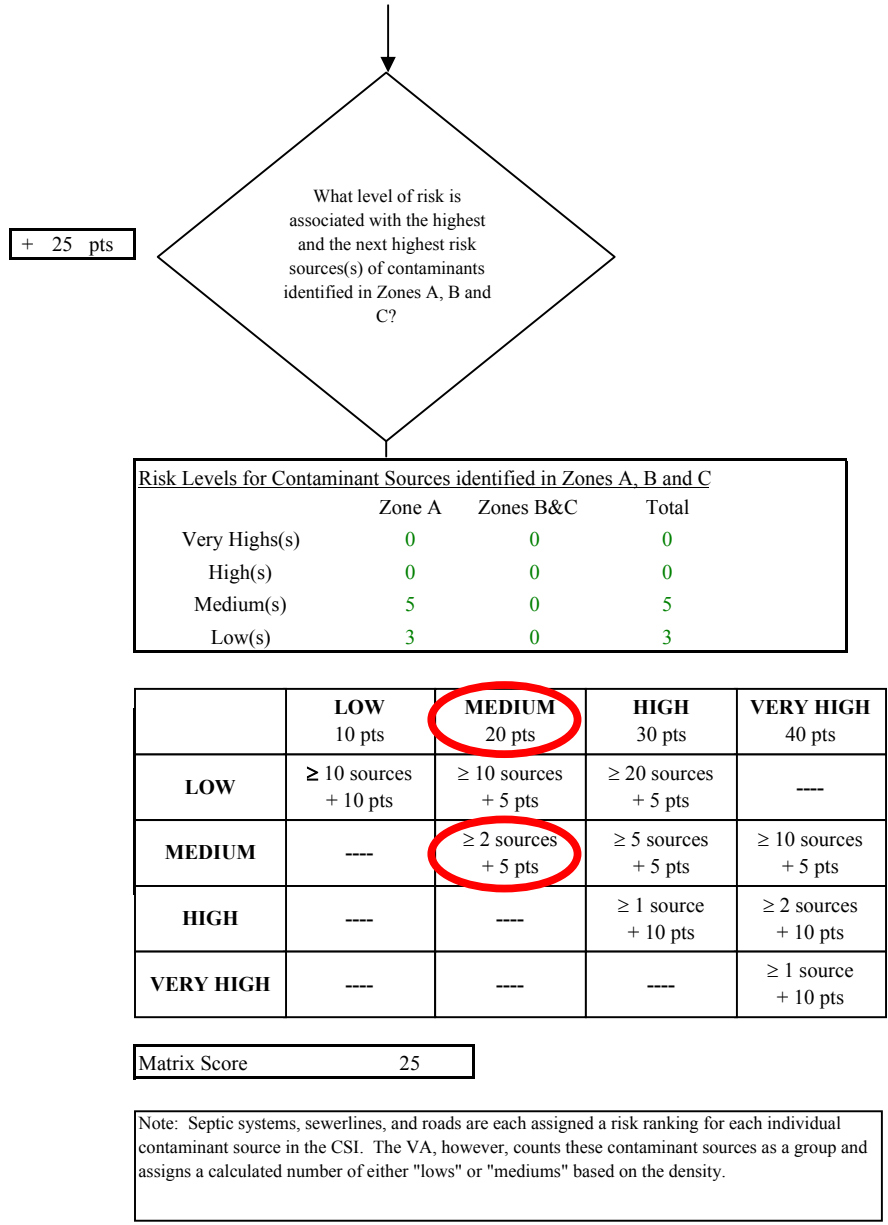 What level of risk is
associated with the highest
and the next highest risk
sources(s) of contaminants
identified in Zones A, B and
C?
+ 25 pts
Risk Levels for Contaminant Sources identified in Zones A, B and C
Zone A Zones B&C Total
Very Highs(s) 0 0 0
High(s) 0 0 0
Medium(s) 5 0 5
Low(s) 3 0 3
LOW MEDIUM HIGH VERY HIGH
10 pts 20 pts 30 pts 40 pts
LOW ≥ 10 sources ≥ 10 sources ≥ 20 sources ----
+ 10 pts + 5 pts + 5 pts
MEDIUM ---- ≥ 2 sources ≥ 5 sources ≥ 10 sources
+ 5 pts + 5 pts + 5 pts
HIGH ---- ---- ≥ 1 source ≥ 2 sources
+ 10 pts + 10 pts
VERY HIGH ---- ---- ---- ≥ 1 source
+ 10 pts
Matrix Score 25
Note: Septic systems, sewerlines, and roads are each assigned a risk ranking for each individual
contaminant source in the CSI. The VA, however, counts these contaminant sources as a group and
assigns a calculated number of either "lows" or "mediums" based on the density.